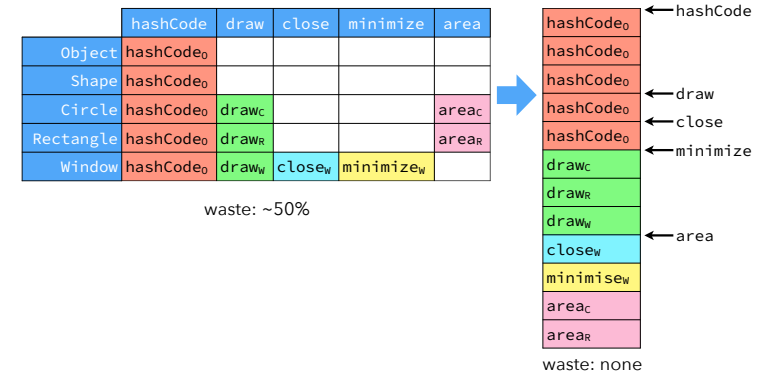 hashCode draw close minimize area
Object hashCodeO
Shape hashCodeO
Circle hashCodeO drawC areaC
Rectangle hashCodeO drawR areaR
Window hashCodeO drawW closeW minimizeW
waste: ~50%
hashCodeO
hashCodeO
hashCodeO
hashCodeO
hashCodeO
drawC
drawR
drawW
closeW
minimiseW
areaC
areaR
waste: none
hashCode
draw
close
minimize
area